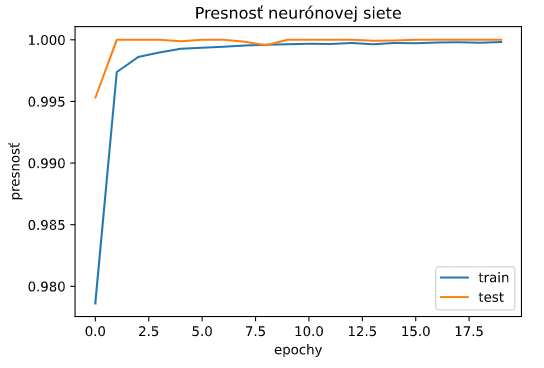 Presnosť neurónovej siete
1.000
0.995
0.990
0.985
0.980
presnosť
0.0 2.5 5.0 7.5 10.0 12.5 15.0 17.5
epochy
train
test